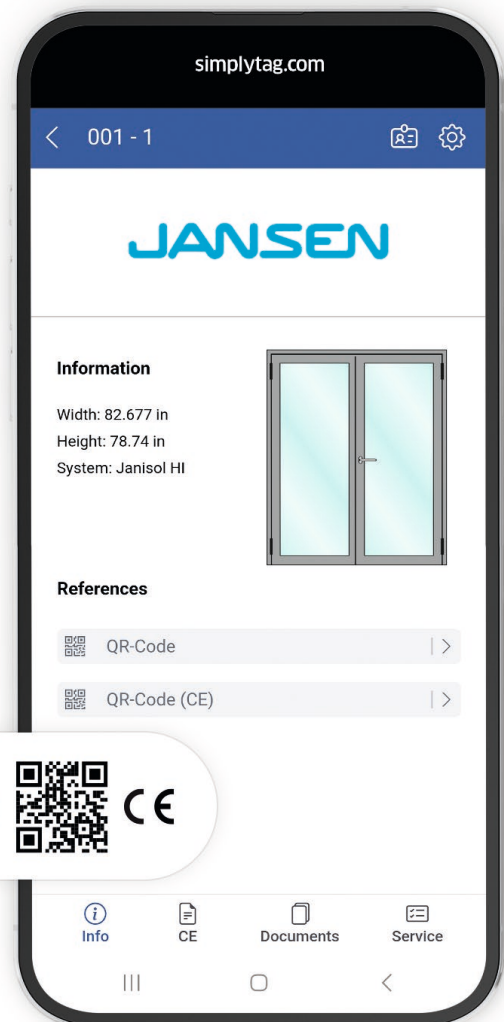 simplytag.com
001 - 1
JANSEN
Information
Width: 82.677 in
Height: 78.74 in
System: Janisol HI
References
QR-Code
QR-Code (CE)
CE
Info
CE
Documents
Service